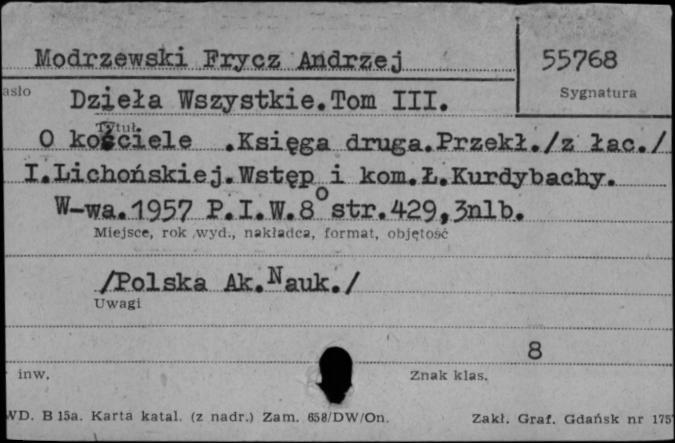 Modrzewski Frycz Andrzej 55768
asło Dzieła Wszystkie.Tom III. Sygnatura
Tytuł
O kościele .Księga druga.Przekł./z łac./
I.Lichońskiej.Wstęp i kom.Ł.Kurdybachy.
W-wa.1957 P.I.W.8° str.429,3nlb.
Miejsce, rok wyd., nakładca, format, objętość
/Polska Ak.Nauk./
Uwagi
8
inw. Znak klas.
WD. B 15a. Karta katal. (z nadr.) Zam. 658/DW/On. Zakł. Graf. Gdańsk nr 175